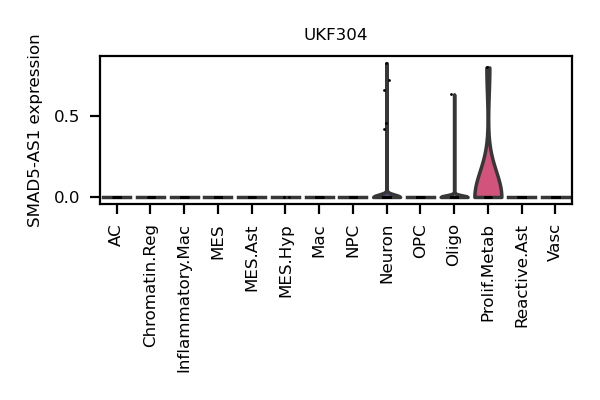 UKF304
SMAD5-AS1 expression
0.5
0.0
AC
Chromatin.Reg
Inflammatory.Mac
MES
MES.Ast
MES.Hyp
Mac
NPC
Neuron
OPC
Oligo
Prolif.Metab
Reactive.Ast
Vasc